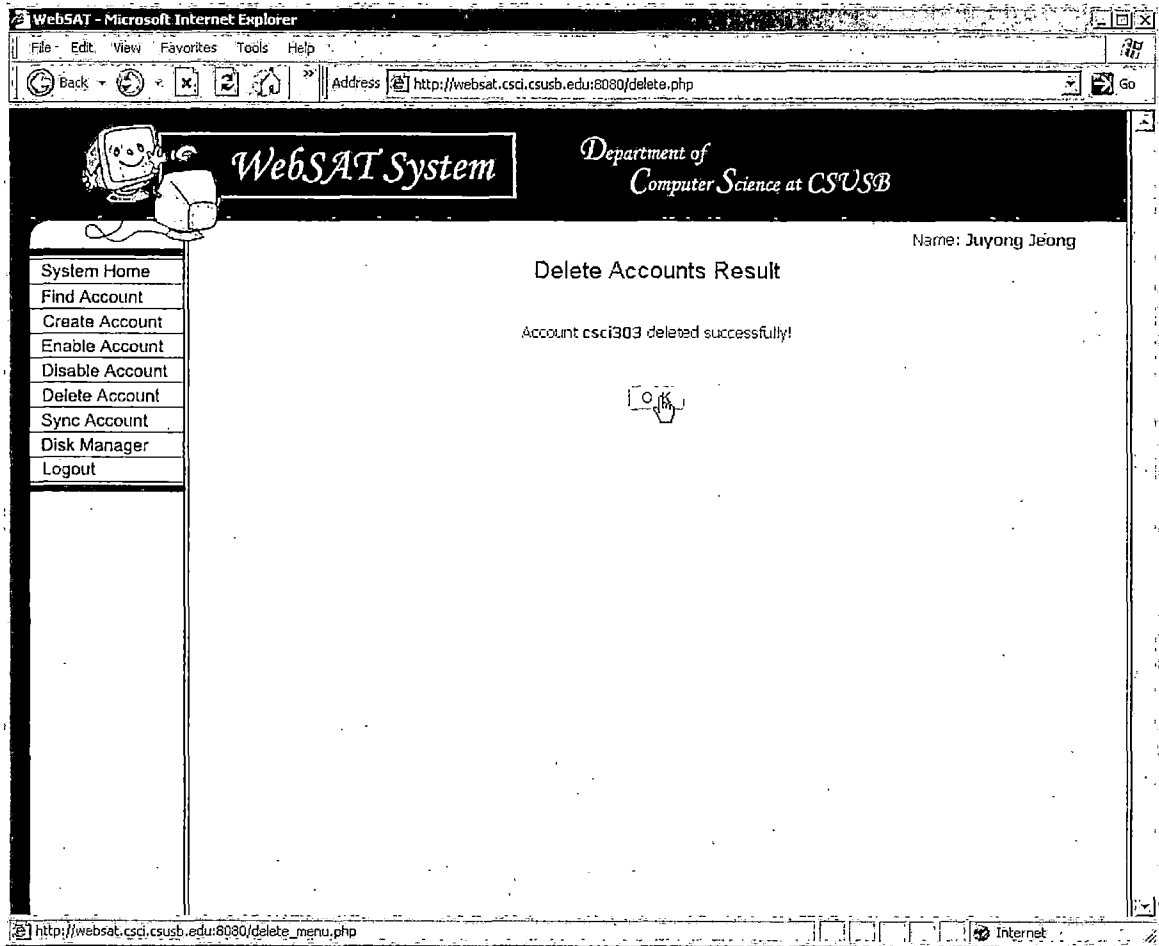 WebSAT - Microsoft Internet Explorer
File Edit View Favorites Tools Help
Back Address http://websat.csci.csusb.edu:8080/delete.php Go
WebSAT System
Department of
Computer Science at CSUSB
Name: Juyong Jeong
Delete Accounts Result
System Home
Find Account
Create Account
Enable Account
Disable Account
Delete Account
Sync Account
Disk Manager
Logout
Account csci303 deleted successfully!
O K
http://websat.csci.csusb.edu:8080/delete_menu.php Internet